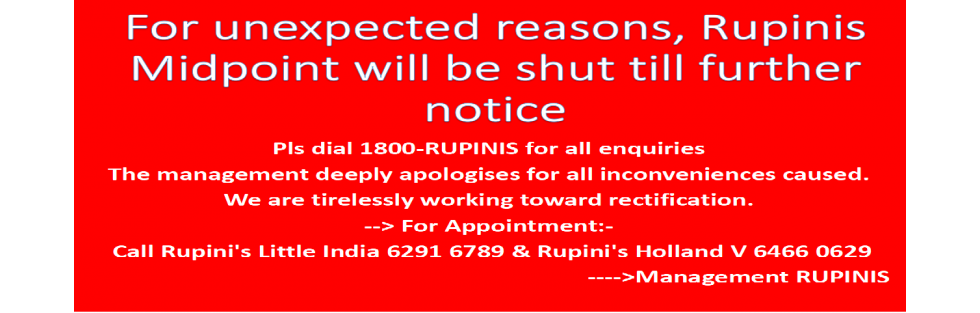 For unexpected reasons, Rupinis
Midpoint will be shut till further
notice
Pls dial 1800-RUPINIS for all enquiries
The management deeply apologises for all inconveniences caused.
We are tirelessly working toward rectification.
--> For Appointment:-
Call Rupini's Little India 6291 6789 & Rupini's Holland V 6466 0629
---->Management RUPINIS